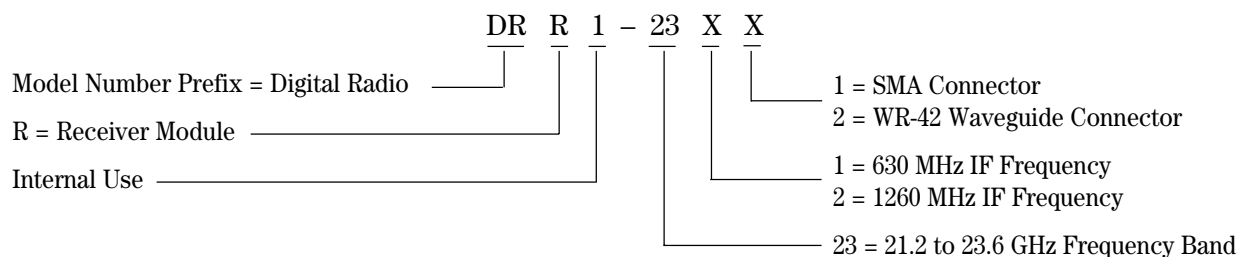 DR R 1 – 23 X X
Model Number Prefix = Digital Radio
R = Receiver Module
Internal Use
1 = SMA Connector
2 = WR-42 Waveguide Connector
1 = 630 MHz IF Frequency
2 = 1260 MHz IF Frequency
23 = 21.2 to 23.6 GHz Frequency Band